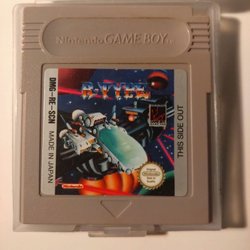 Nintendo GAME BOY
R-TYPE
DMG-RE-SCN
MADE IN JAPAN
THIS SIDE OUT
Nintendo